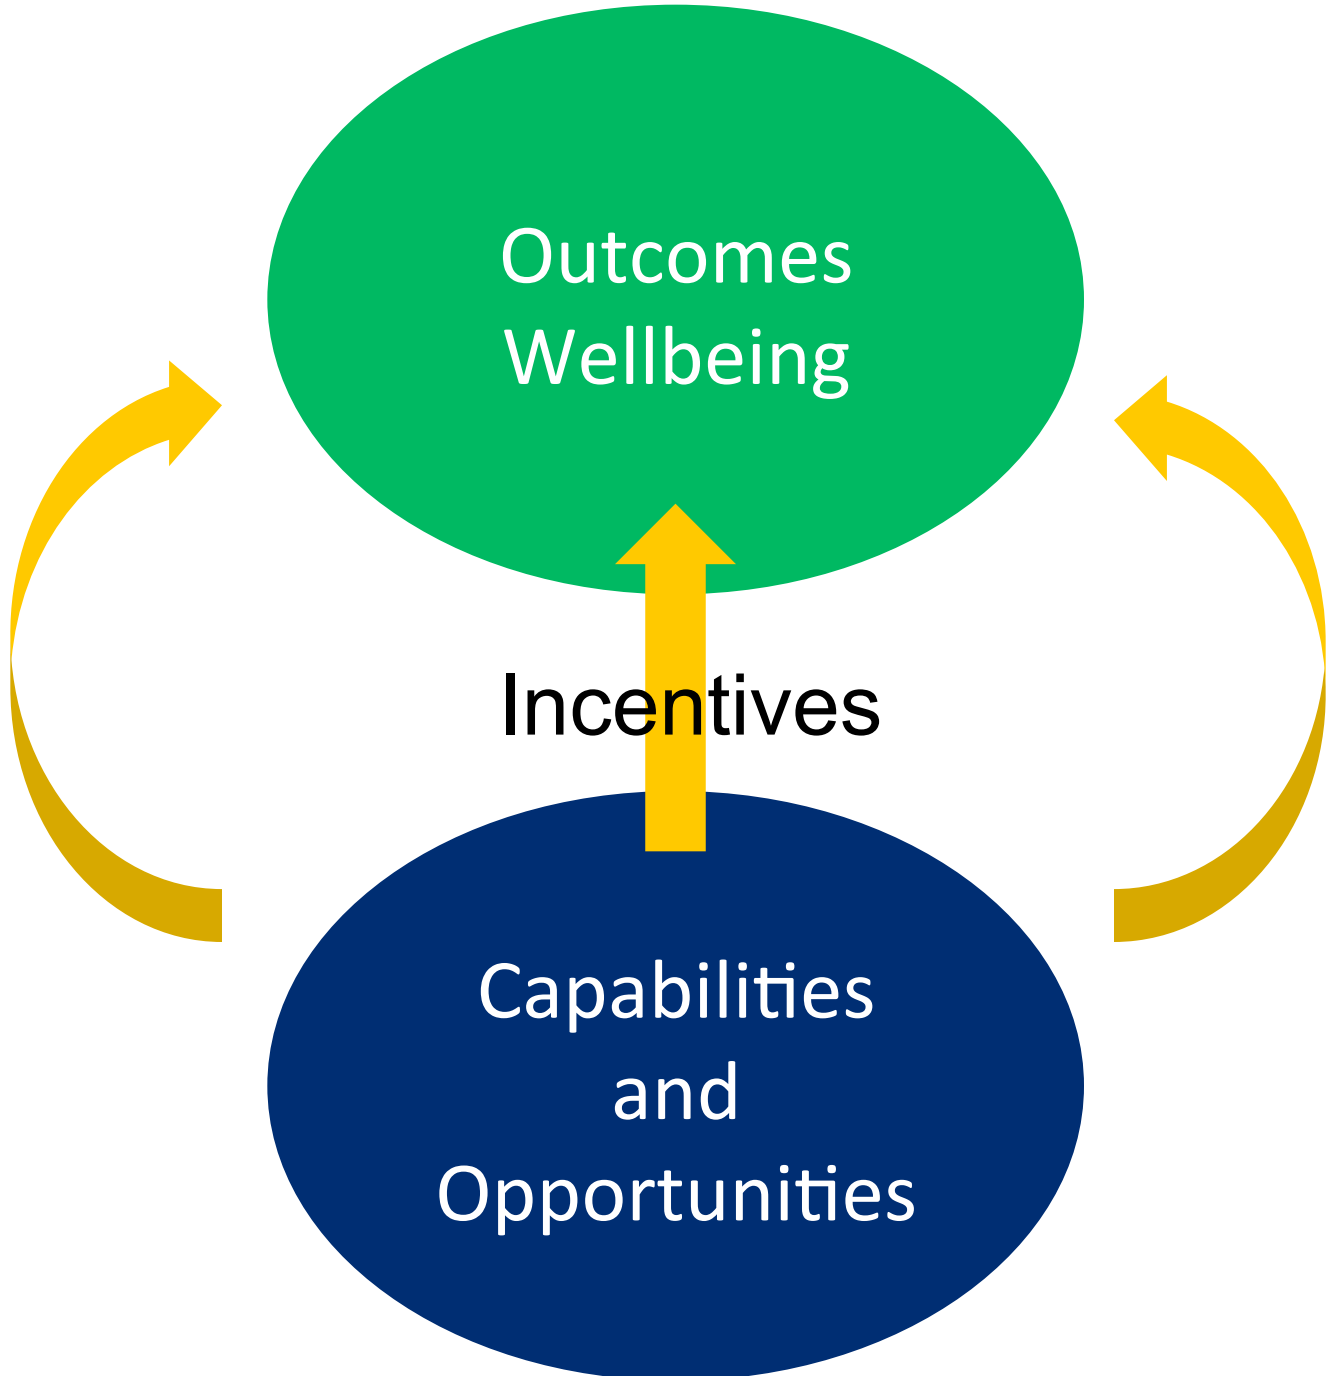 Outcomes
Wellbeing
Incentives
Capabilities
and
Opportunities